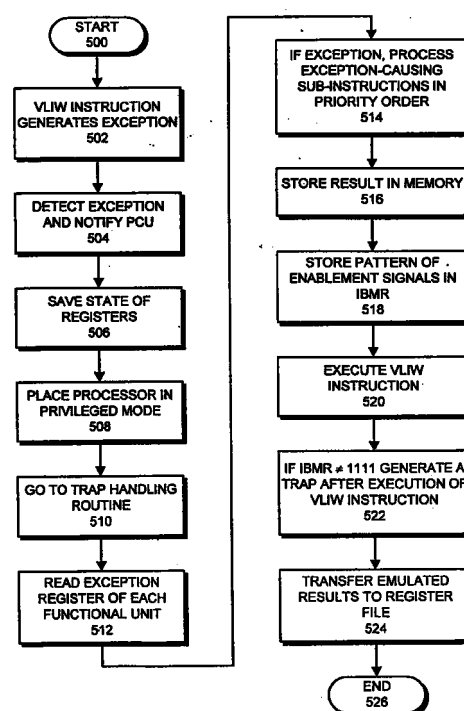 START
500
VLIW INSTRUCTION
GENERATES EXCEPTION
502
DETECT EXCEPTION
AND NOTIFY PCU
504
SAVE STATE OF
REGISTERS
506
PLACE PROCESSOR IN
PRIVILEGED MODE
508
GO TO TRAP HANDLING
ROUTINE
510
READ EXCEPTION
REGISTER OF EACH
FUNCTIONAL UNIT
512
IF EXCEPTION, PROCESS
EXCEPTION-CAUSING
SUB-INSTRUCTIONS IN
PRIORITY ORDER
514
STORE RESULT IN MEMORY
516
STORE PATTERN OF
ENABLEMENT SIGNALS IN
IBMR
518
EXECUTE VLIW
INSTRUCTION
520
IF IBMR ≠ 1111 GENERATE A
TRAP AFTER EXECUTION OF
VLIW INSTRUCTION
522
TRANSFER EMULATED
RESULTS TO REGISTER
FILE
524
END
526